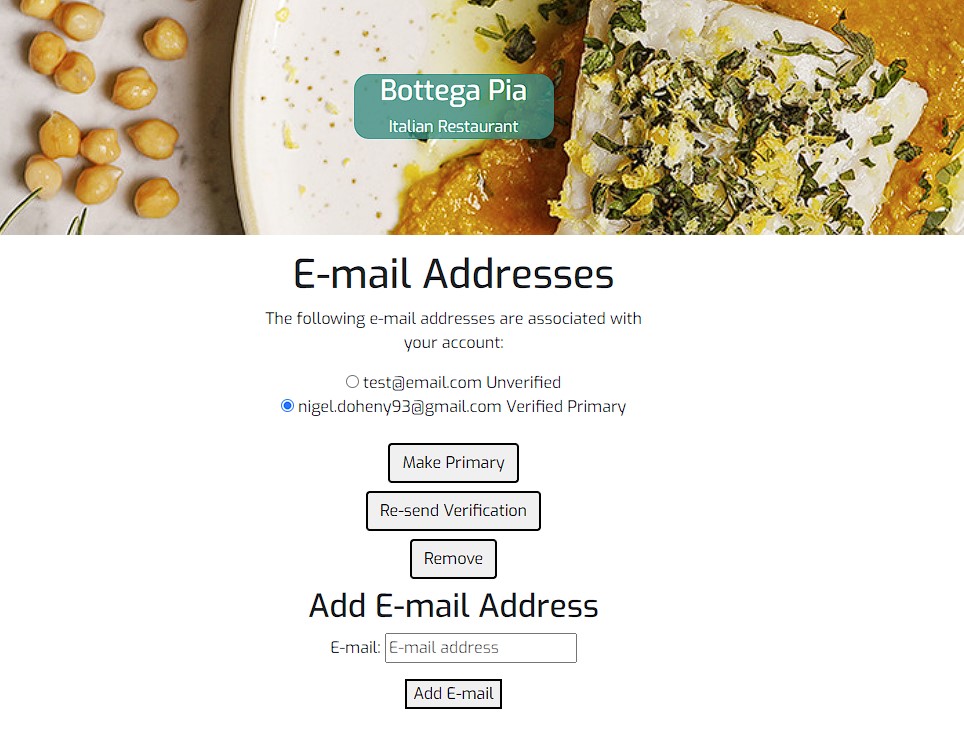 Bottega Pia
Italian Restaurant
E-mail Addresses
The following e-mail addresses are associated with
your account:
test@email.com Unverified
nigel.doheny93@gmail.com Verified Primary
Make Primary
Re-send Verification
Remove
Add E-mail Address
E-mail: E-mail address
Add E-mail